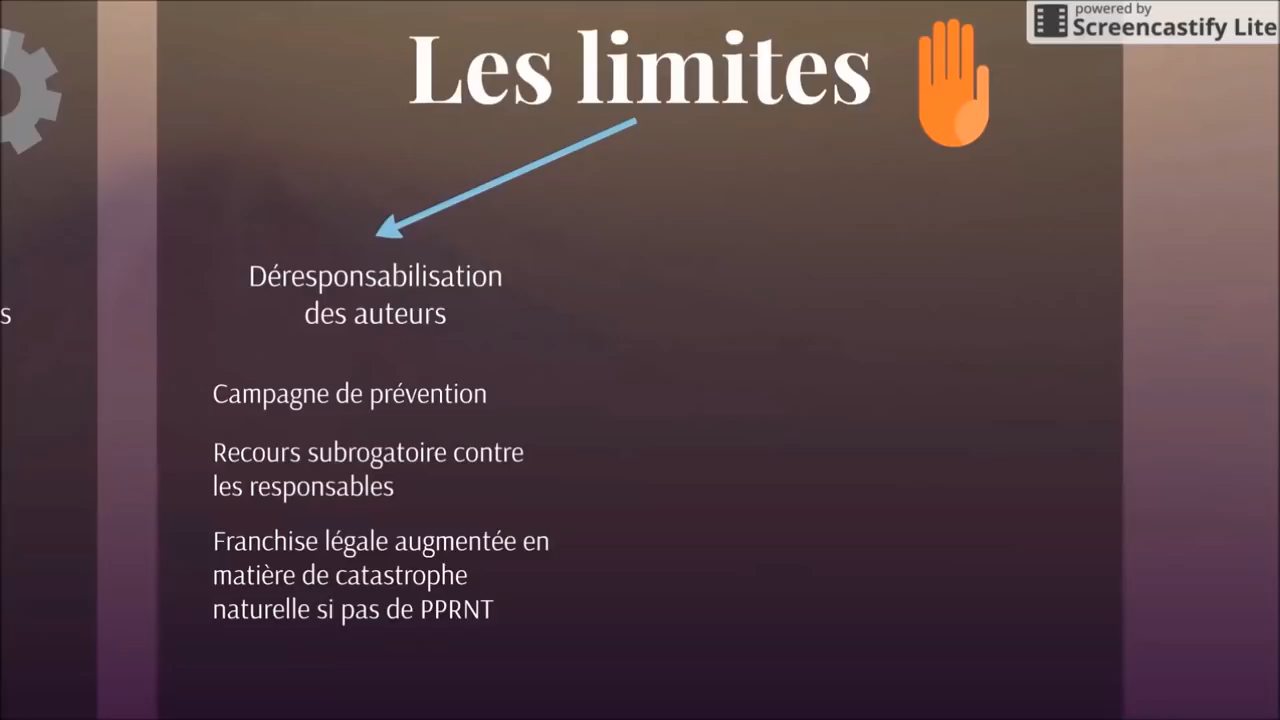 powered by
Screencastify Lite
Les limites
Déresponsabilisation
des auteurs
s
Campagne de prévention
Recours subrogatoire contre
les responsables
Franchise légale augmentée en
matière de catastrophe
naturelle si pas de PPRNT